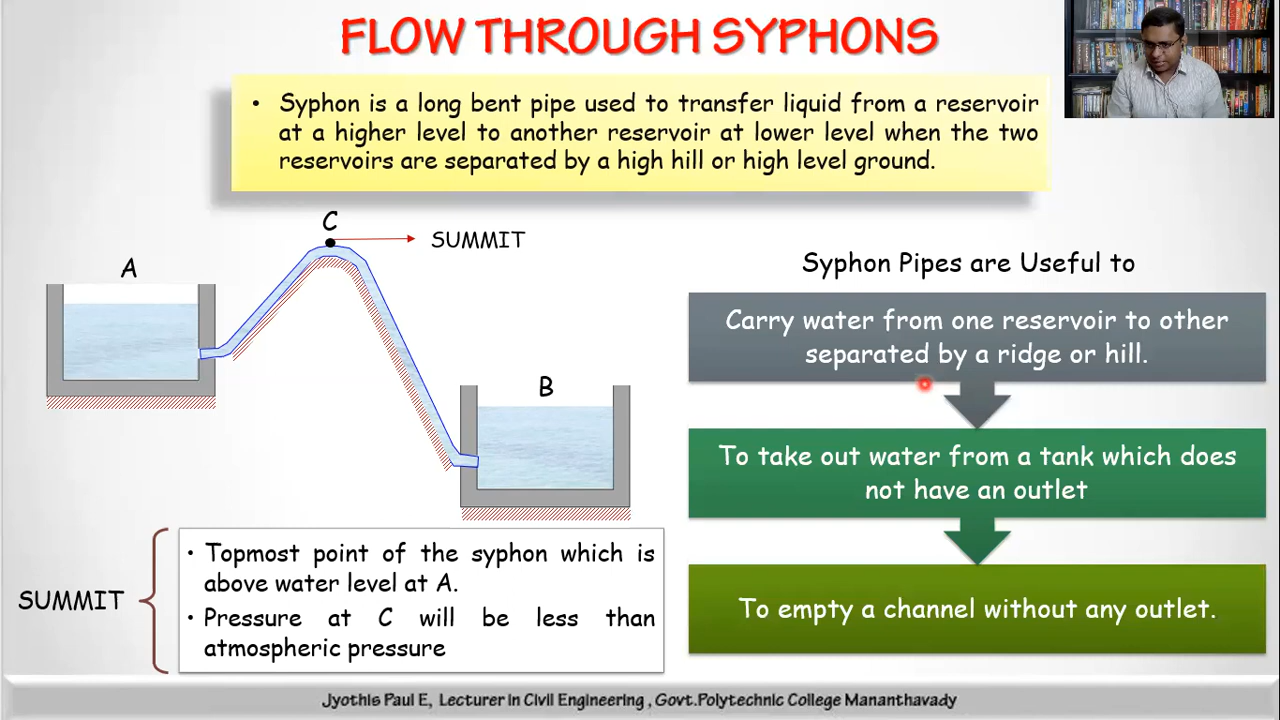 FLOW THROUGH SYPHONS
• Syphon is a long bent pipe used to transfer liquid from a reservoir
at a higher level to another reservoir at lower level when the two
reservoirs are separated by a high hill or high level ground.
C
SUMMIT
A
B
Syphon Pipes are Useful to
Carry water from one reservoir to other
separated by a ridge or hill.
To take out water from a tank which does
not have an outlet
To empty a channel without any outlet.
SUMMIT
• Topmost point of the syphon which is
above water level at A.
• Pressure at C will be less than
atmospheric pressure
Jyothis Paul E, Lecturer in Civil Engineering , Govt.Polytechnic College Mananthavady